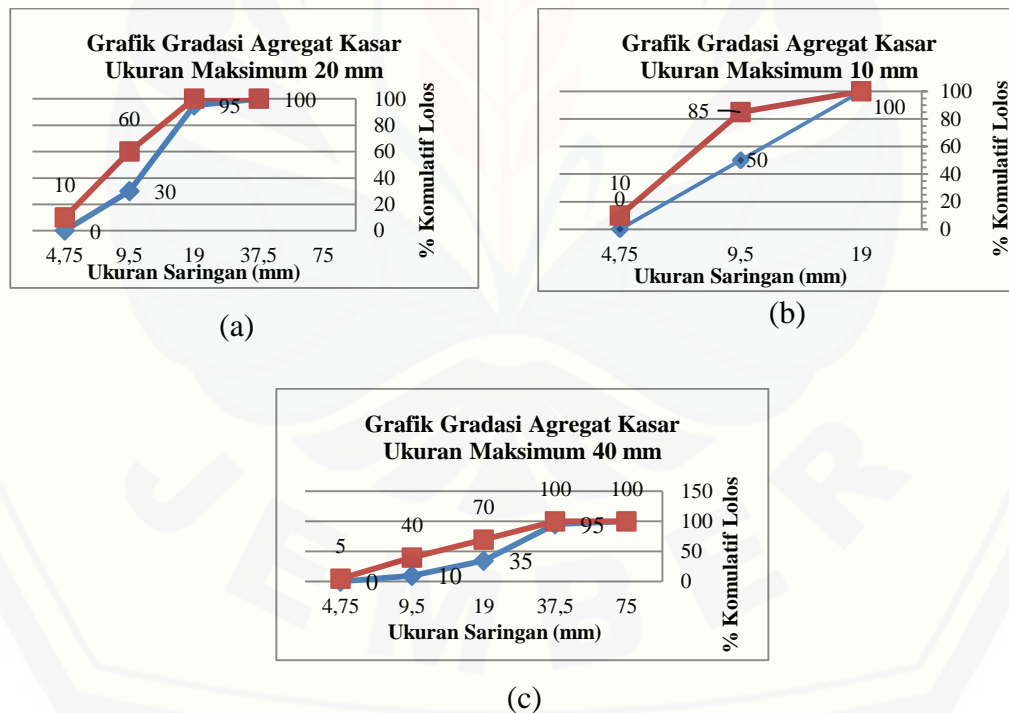 Grafik Gradasi Agregat Kasar
Ukuran Maksimum 20 mm
10
60
95
100
0
30
100
80
60
40
20
0
% Komulatif Lolos
4,75 9,5 19 37,5 75
Ukuran Saringan (mm)
(a)
Grafik Gradasi Agregat Kasar
Ukuran Maksimum 10 mm
10
0
85
50
100
100
80
60
40
20
0
% Komulatif Lolos
4,75 9,5 19
Ukuran Saringan (mm)
(b)
Grafik Gradasi Agregat Kasar
Ukuran Maksimum 40 mm
5
40
70
100
100
0
10
35
95
150
100
50
0
% Komulatif Lolos
4,75 9,5 19 37,5 75
Ukuran Saringan (mm)
(c)
JEMBER